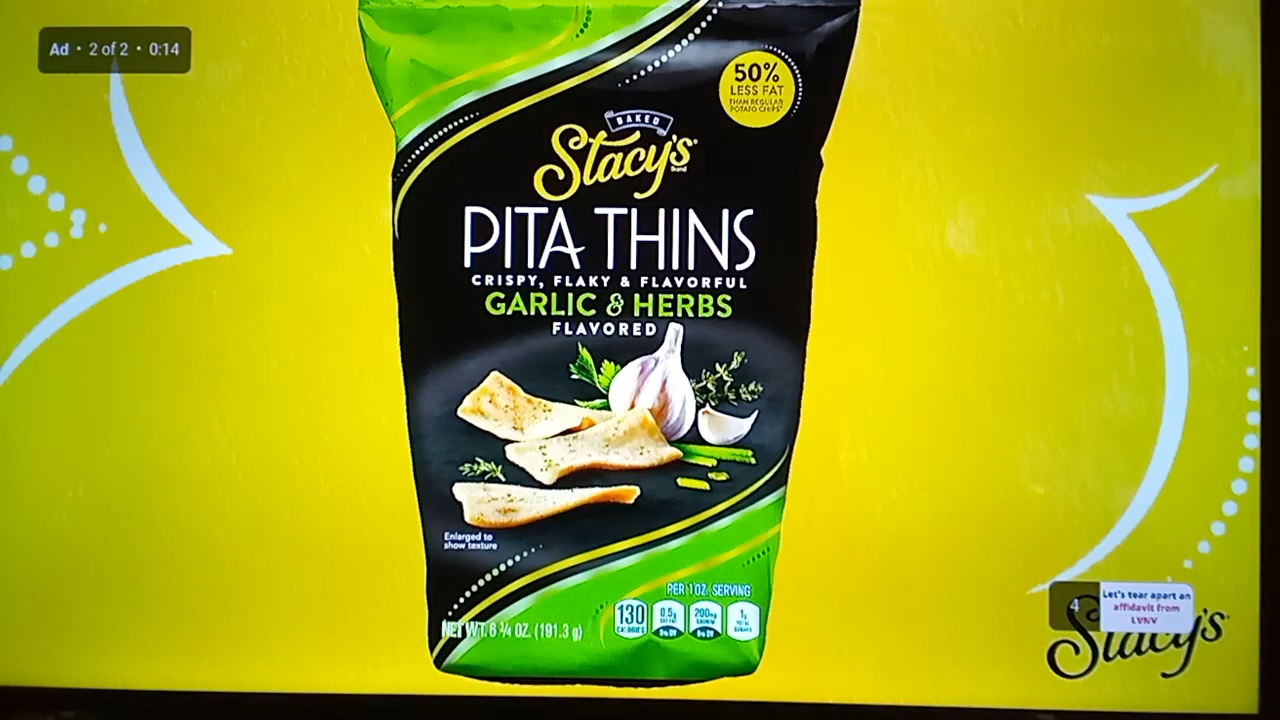 Ad • 2 of 2 • 0:14
50%
LESS FAT
THAN REGULAR
POTATO CHIPS*
BAKED
Stacy's
Brand
PITA THINS
CRISPY, FLAKY & FLAVORFUL
GARLIC & HERBS
FLAVORED
Enlarged to
show texture
PER 1 OZ. SERVING
130
CALORIES
0.5g
SAT FAT
200mg
SODIUM
1g
TOTAL
SUGARS
NET WT. 6 3/4 OZ. (191.3 g)
4
Let's tear apart an
affidavit from
LVNV
Stacy's